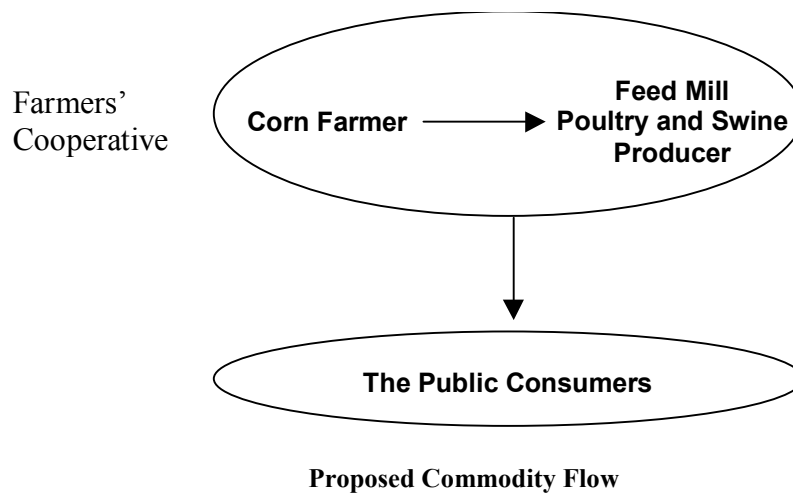 Farmers’
Cooperative
Corn Farmer
Feed Mill
Poultry and Swine
Producer
The Public Consumers
Proposed Commodity Flow